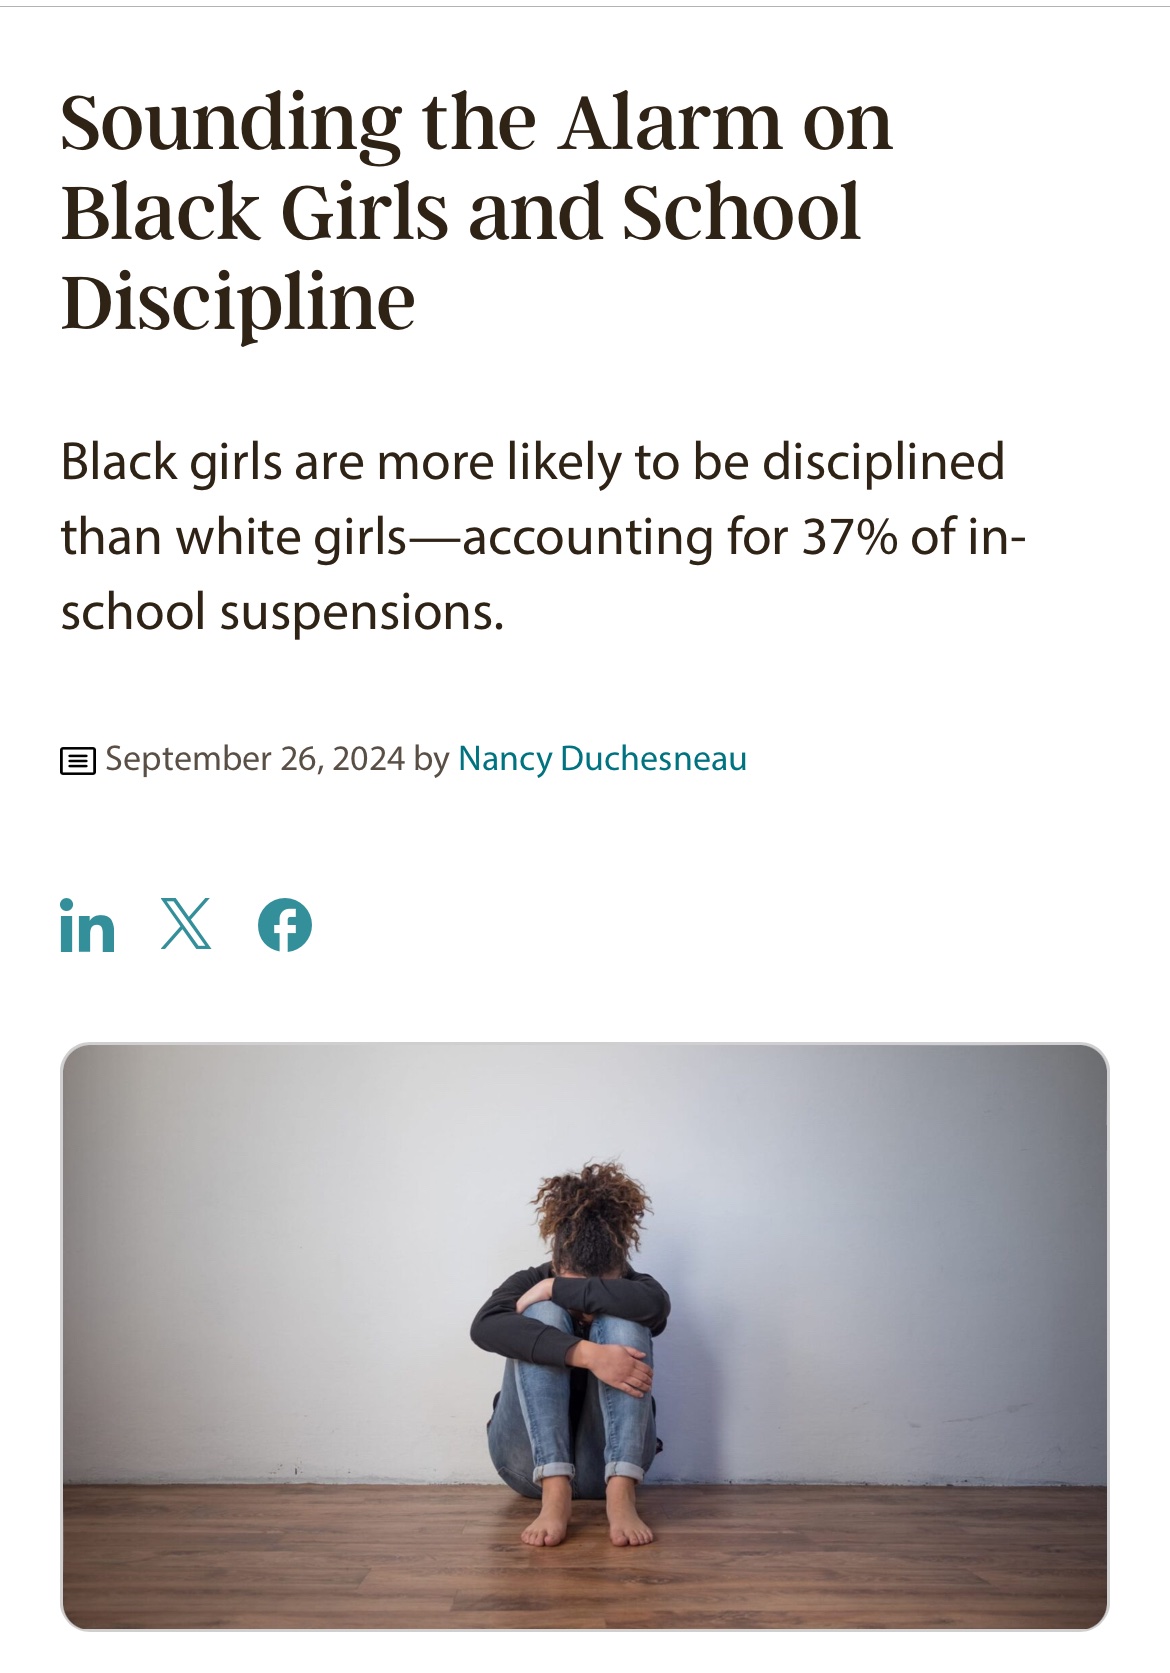 Sounding the Alarm on
Black Girls and School
Discipline
Black girls are more likely to be disciplined
than white girls—accounting for 37% of in-
school suspensions.
September 26, 2024 by Nancy Duchesneau